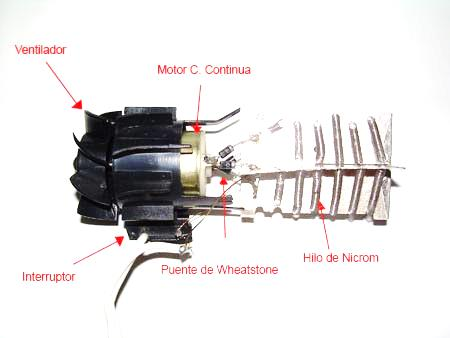 Ventilador
Motor C. Continua
Interruptor
Puente de Wheatstone
Hilo de Nicrom